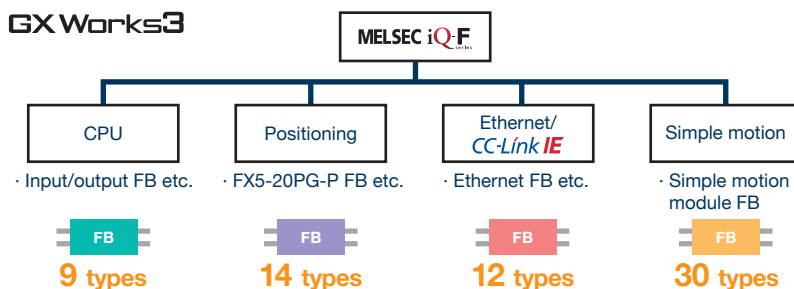 GX Works3
MELSEC iQ-F
series
CPU
Positioning
Ethernet/
CC-Link IE
Simple motion
· Input/output FB etc.
· FX5-20PG-P FB etc.
· Ethernet FB etc.
· Simple motion
module FB
FB
FB
FB
FB
9 types
14 types
12 types
30 types